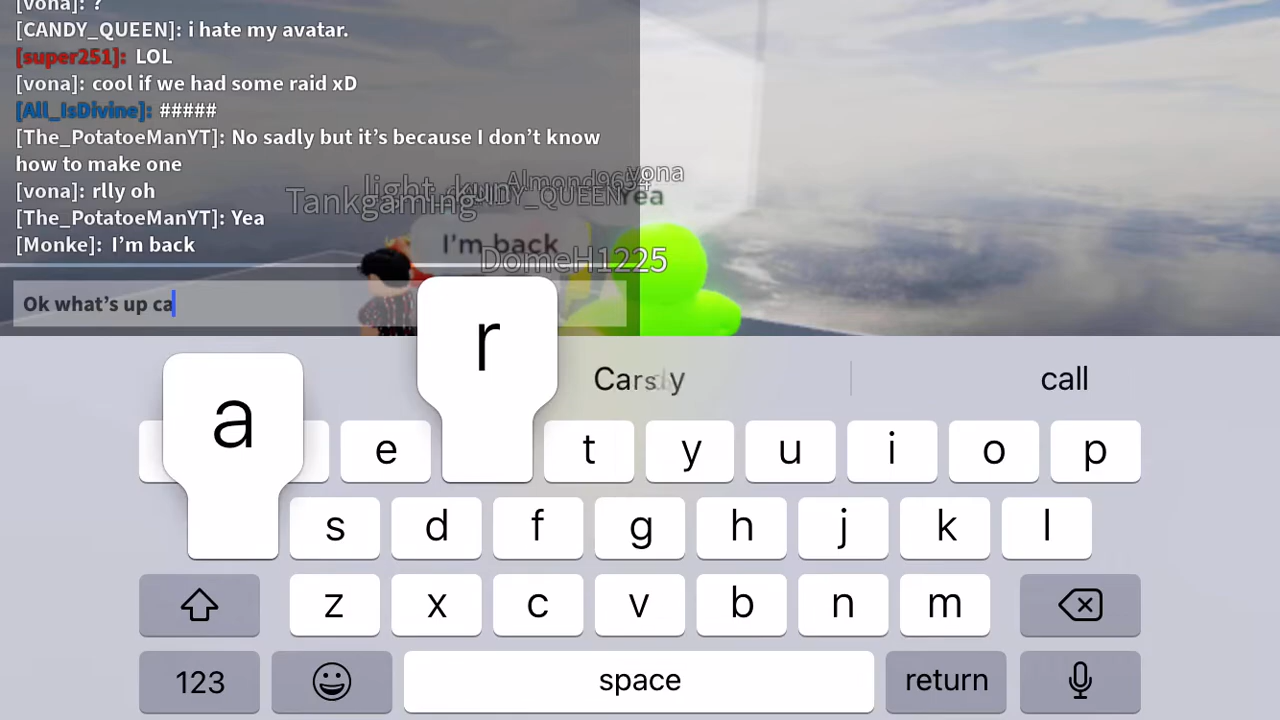 [vona]: ?
[CANDY_QUEEN]: i hate my avatar.
[super251]: LOL
[vona]: cool if we had some raid xD
[All_IsDivine]: #####
[The_PotatoeManYT]: No sadly but it’s because I don’t know
how to make one
[vona]: rlly oh
[The_PotatoeManYT]: Yea
[Monke]: I’m back
vona
light_kun
Tankgaming
CANDY_QUEEN
Yea
I’m back
DomeH1225
Ok what’s up ca
call
a
r
e t y u i o p
s d f g h j k l
z x c v b n m
123 space return